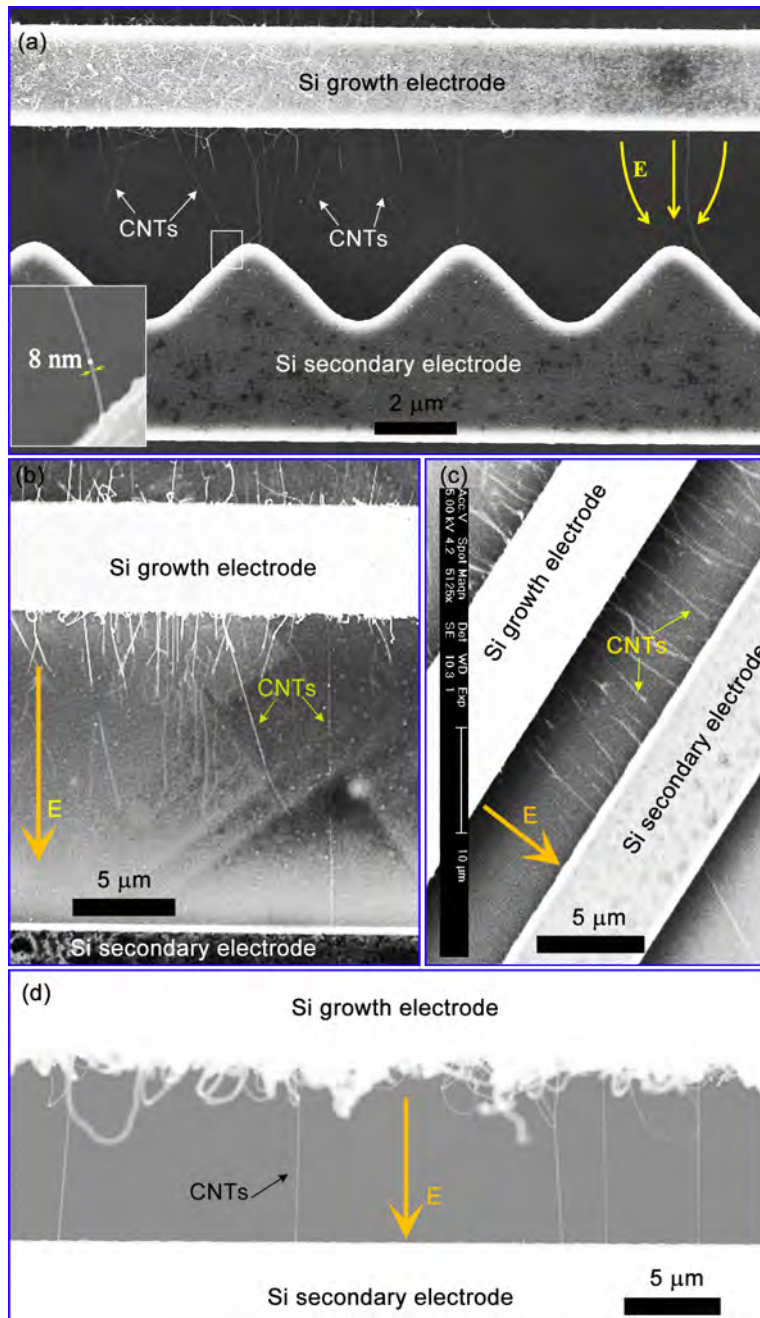 (a)
Si growth electrode
E
CNTs
CNTs
8 nm
Si secondary electrode
2 μm
(b)
Si growth electrode
CNTs
E
5 μm
Si secondary electrode
(c)
Acc.V Spot Magn Det WD Exp
5.00 kV 4.2 5125x SE 10.3 1
10 μm
Si growth electrode
CNTs
E
Si secondary electrode
5 μm
(d)
Si growth electrode
CNTs
E
5 μm
Si secondary electrode